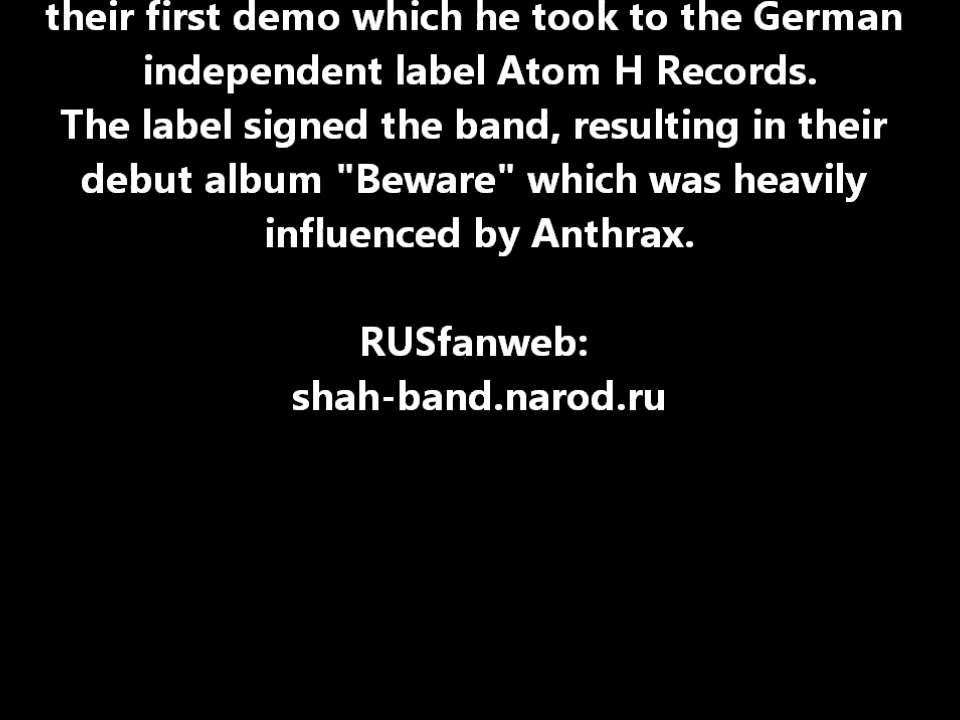 their first demo which he took to the German
independent label Atom H Records.
The label signed the band, resulting in their
debut album "Beware" which was heavily
influenced by Anthrax.
RUSfanweb:
shah-band.narod.ru